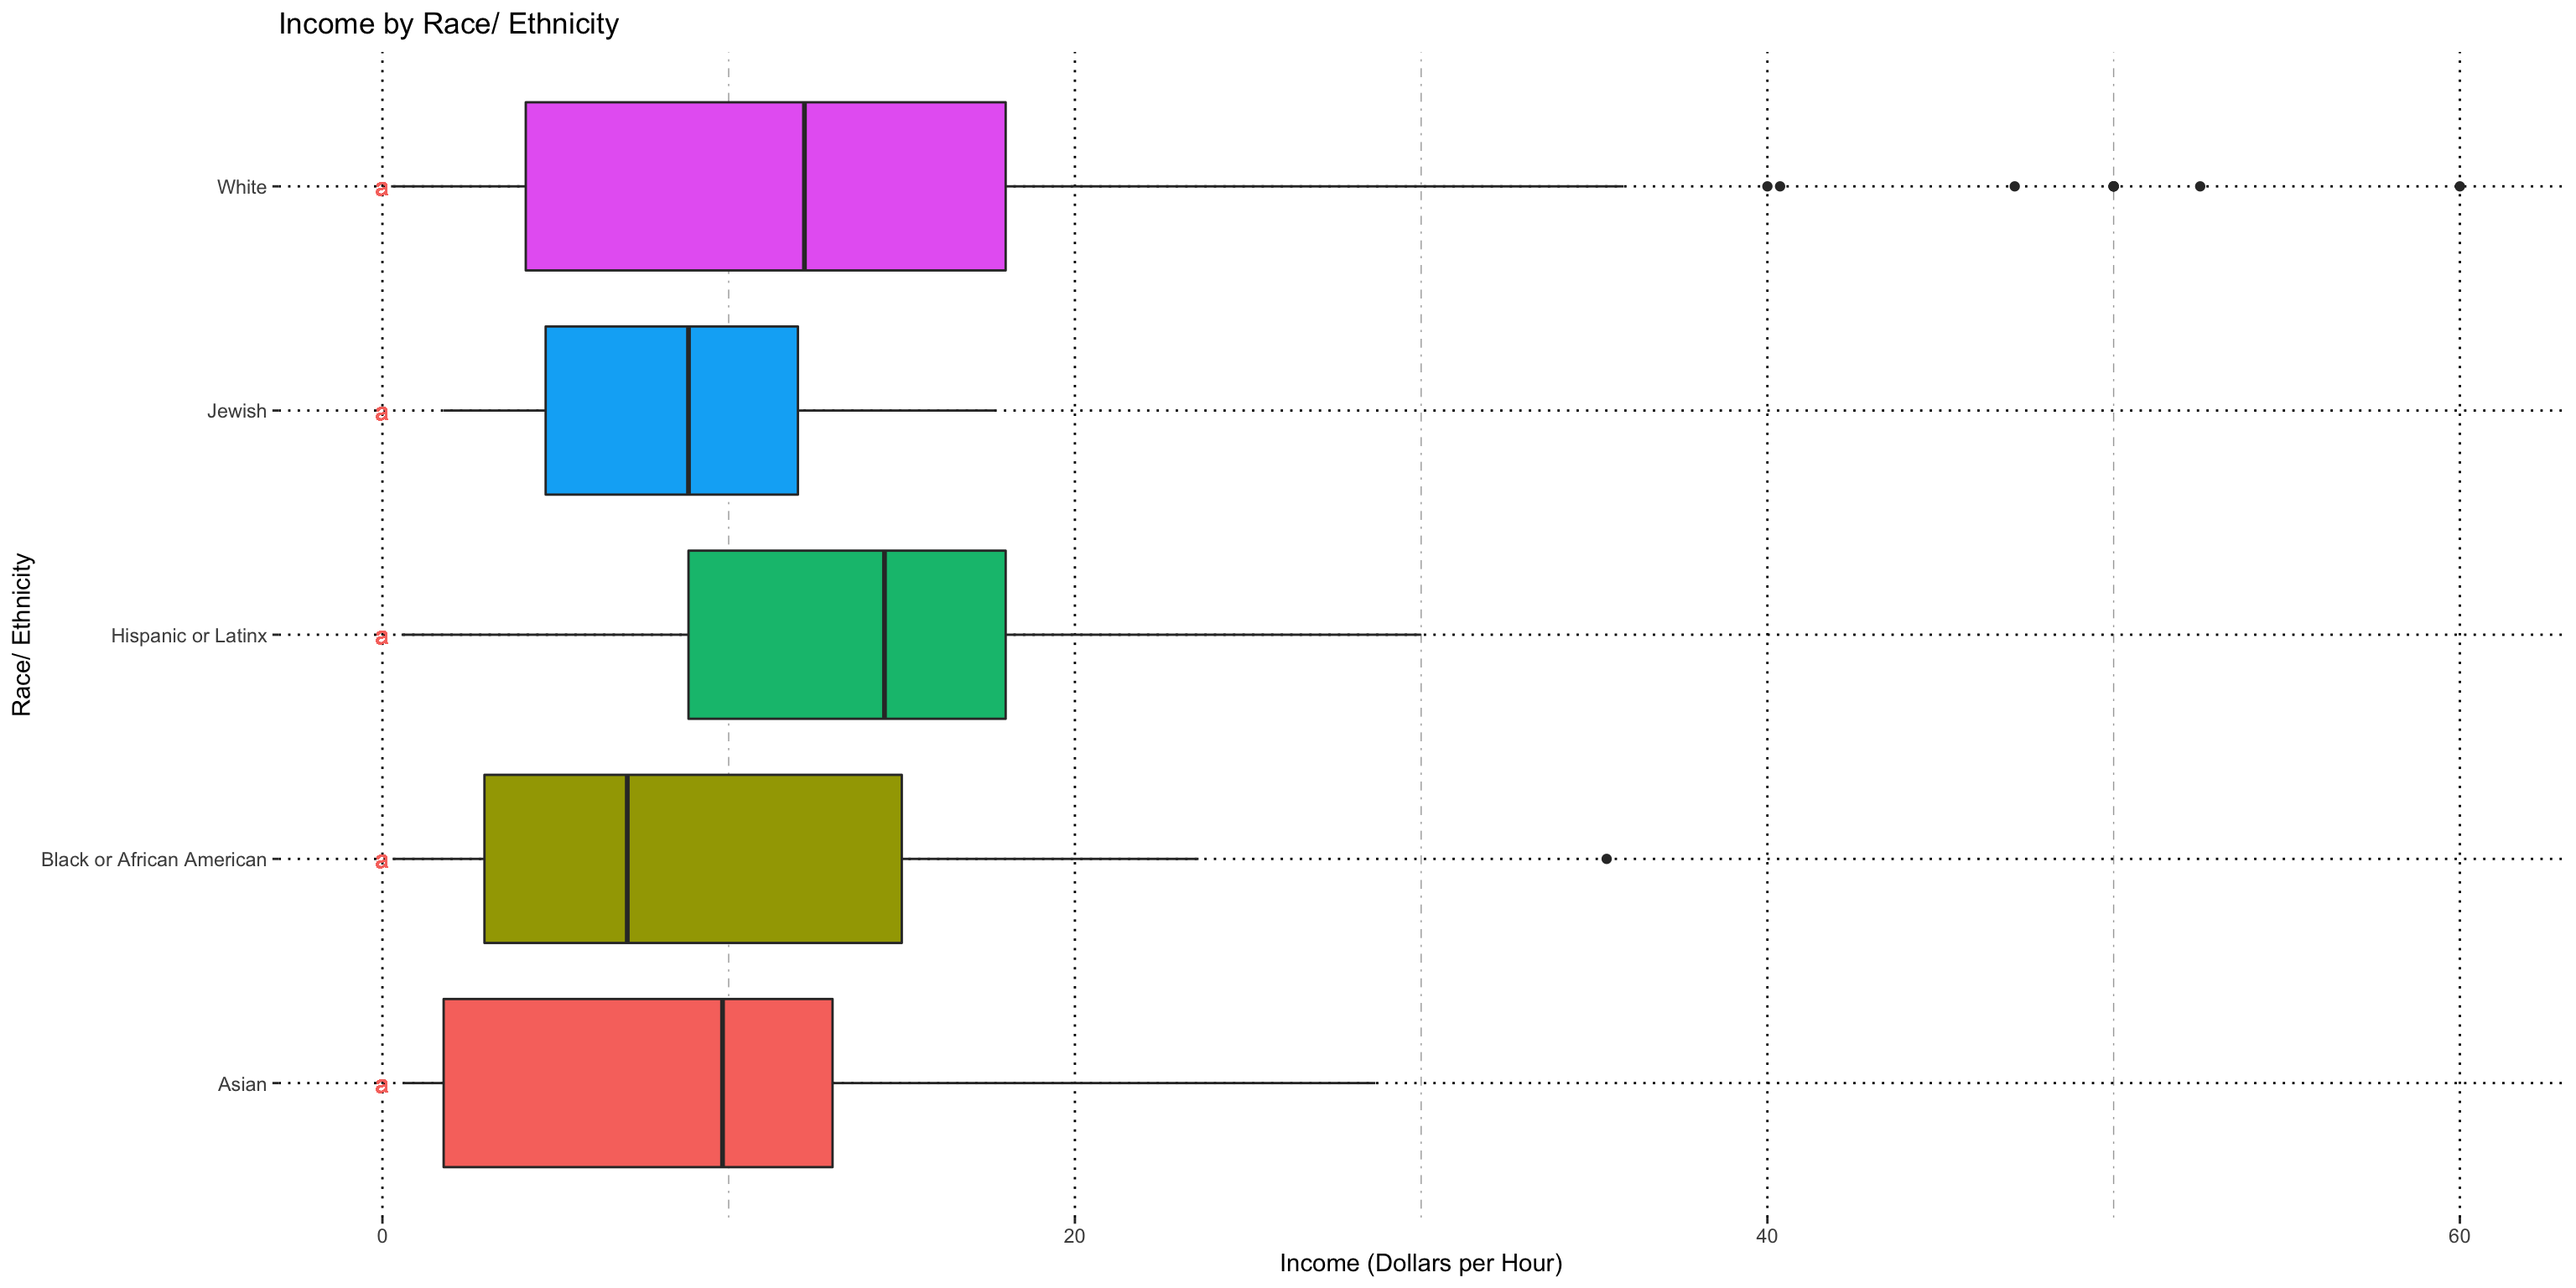 Income by Race/ Ethnicity
Race/ Ethnicity
White
a
Jewish
a
Hispanic or Latinx
a
Black or African American
a
Asian
a
0 20 40 60
Income (Dollars per Hour)